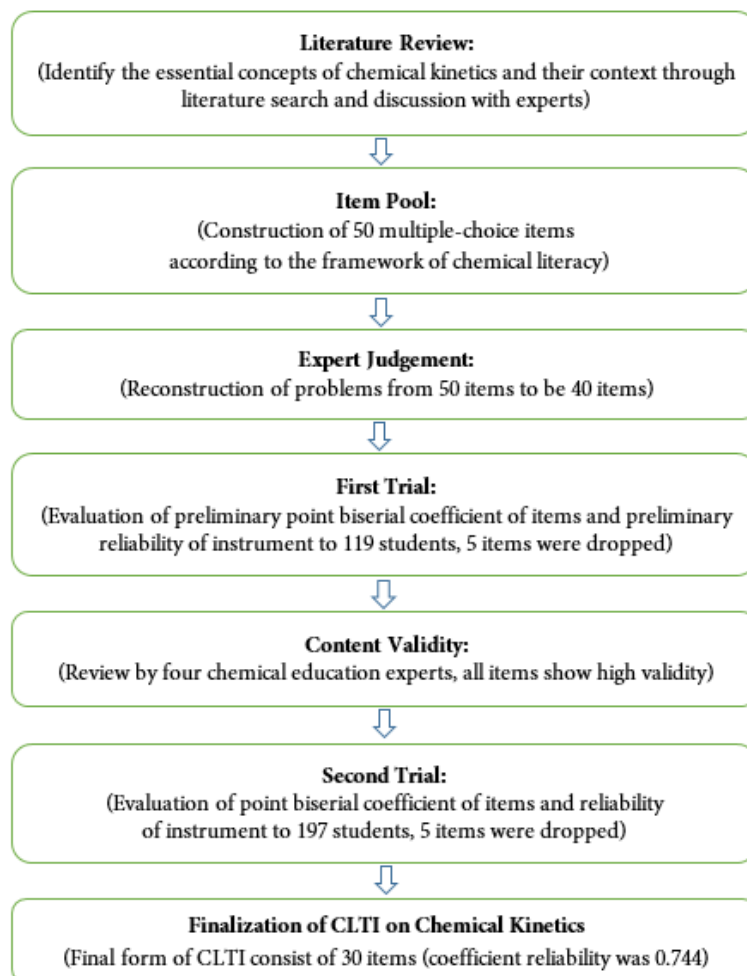 Literature Review:
(Identify the essential concepts of chemical kinetics and their context through
literature search and discussion with experts)
Item Pool:
(Construction of 50 multiple-choice items
according to the framework of chemical literacy)
Expert Judgement:
(Reconstruction of problems from 50 items to be 40 items)
First Trial:
(Evaluation of preliminary point biserial coefficient of items and preliminary
reliability of instrument to 119 students, 5 items were dropped)
Content Validity:
(Review by four chemical education experts, all items show high validity)
Second Trial:
(Evaluation of point biserial coefficient of items and reliability
of instrument to 197 students, 5 items were dropped)
Finalization of CLTI on Chemical Kinetics
(Final form of CLTI consist of 30 items (coefficient reliability was 0.744)